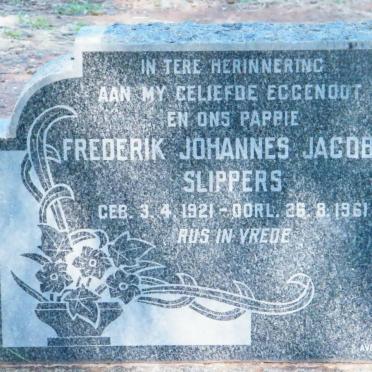 IN TERE HERINNERING
AAN MY GELIEFDE EGGENOOT
EN ONS PAPPIE
FREDERIK JOHANNES JACOB
SLIPPERS
GEB. 3. 4. 1921 - OORL. 26. 8. 1961
RUS IN VREDE